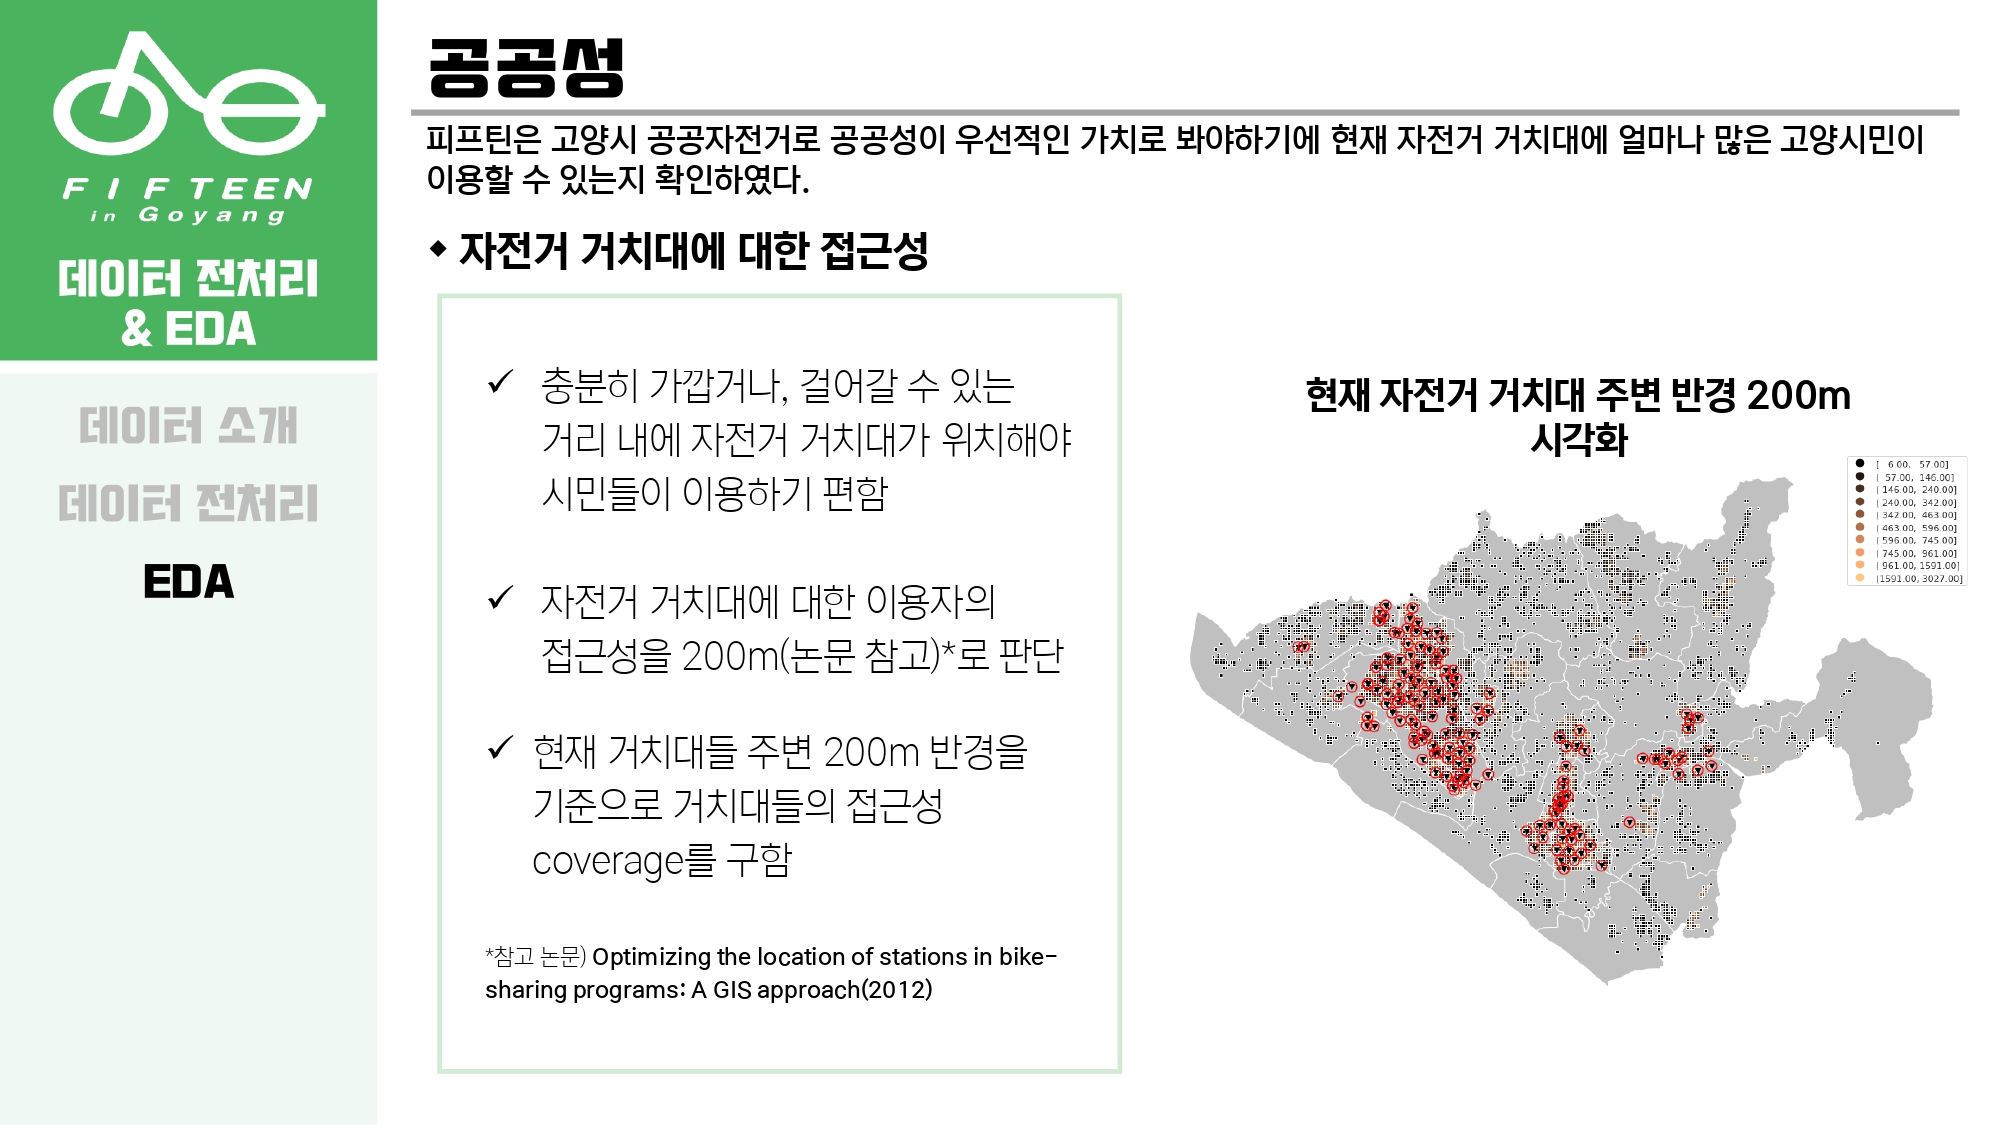 FIFTEEN
in Goyang
데이터 전처리
& EDA
데이터 소개
데이터 전처리
EDA
공공성
피프틴은 고양시 공공자전거로 공공성이 우선적인 가치로 봐야하기에 현재 자전거 거치대에 얼마나 많은 고양시민이
이용할 수 있는지 확인하였다.
◆ 자전거 거치대에 대한 접근성
✓ 충분히 가깝거나, 걸어갈 수 있는
거리 내에 자전거 거치대가 위치해야
시민들이 이용하기 편함
✓ 자전거 거치대에 대한 이용자의
접근성을 200m(논문 참고)*로 판단
✓ 현재 거치대들 주변 200m 반경을
기준으로 거치대들의 접근성
coverage를 구함
*참고 논문) Optimizing the location of stations in bike-
sharing programs: A GIS approach(2012)
현재 자전거 거치대 주변 반경 200m
시각화
[ 6.00, 57.00]
( 57.00, 146.00]
( 146.00, 240.00]
( 240.00, 342.00]
( 342.00, 463.00]
( 463.00, 596.00]
( 596.00, 745.00]
( 745.00, 961.00]
( 961.00, 1591.00]
(1591.00, 3027.00]